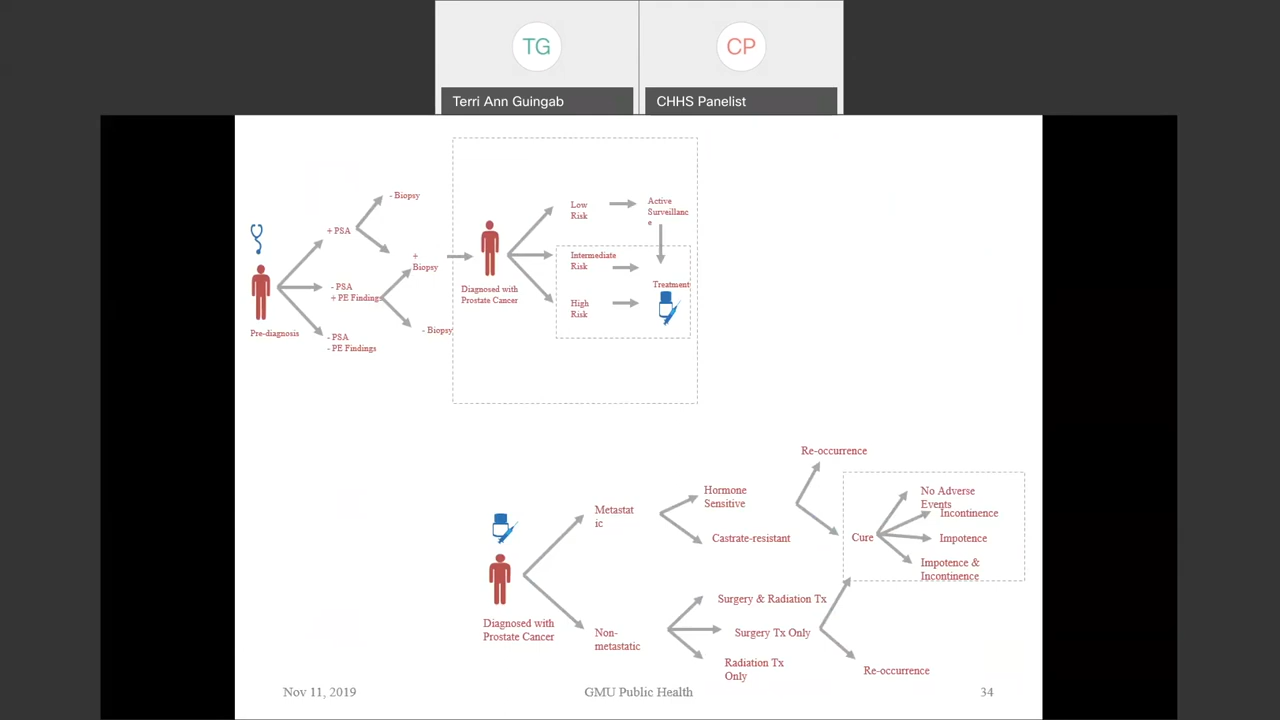 TG
CP
Terri Ann Guingab
CHHS Panelist
- Biopsy
+ PSA
+
Biopsy
- PSA
+ PE Findings
Pre-diagnosis
- PSA
- PE Findings
- Biopsy
Diagnosed with
Prostate Cancer
Low
Risk
Active
Surveillanc
e
Intermediate
Risk
Treatment
High
Risk
Re-occurrence
Hormone
Sensitive
Metastat
ic
Castrate-resistant
Cure
No Adverse
Events
Incontinence
Impotence
Impotence &
Incontinence
Diagnosed with
Prostate Cancer
Non-
metastatic
Surgery & Radiation Tx
Surgery Tx Only
Radiation Tx
Only
Re-occurrence
Nov 11, 2019
GMU Public Health
34